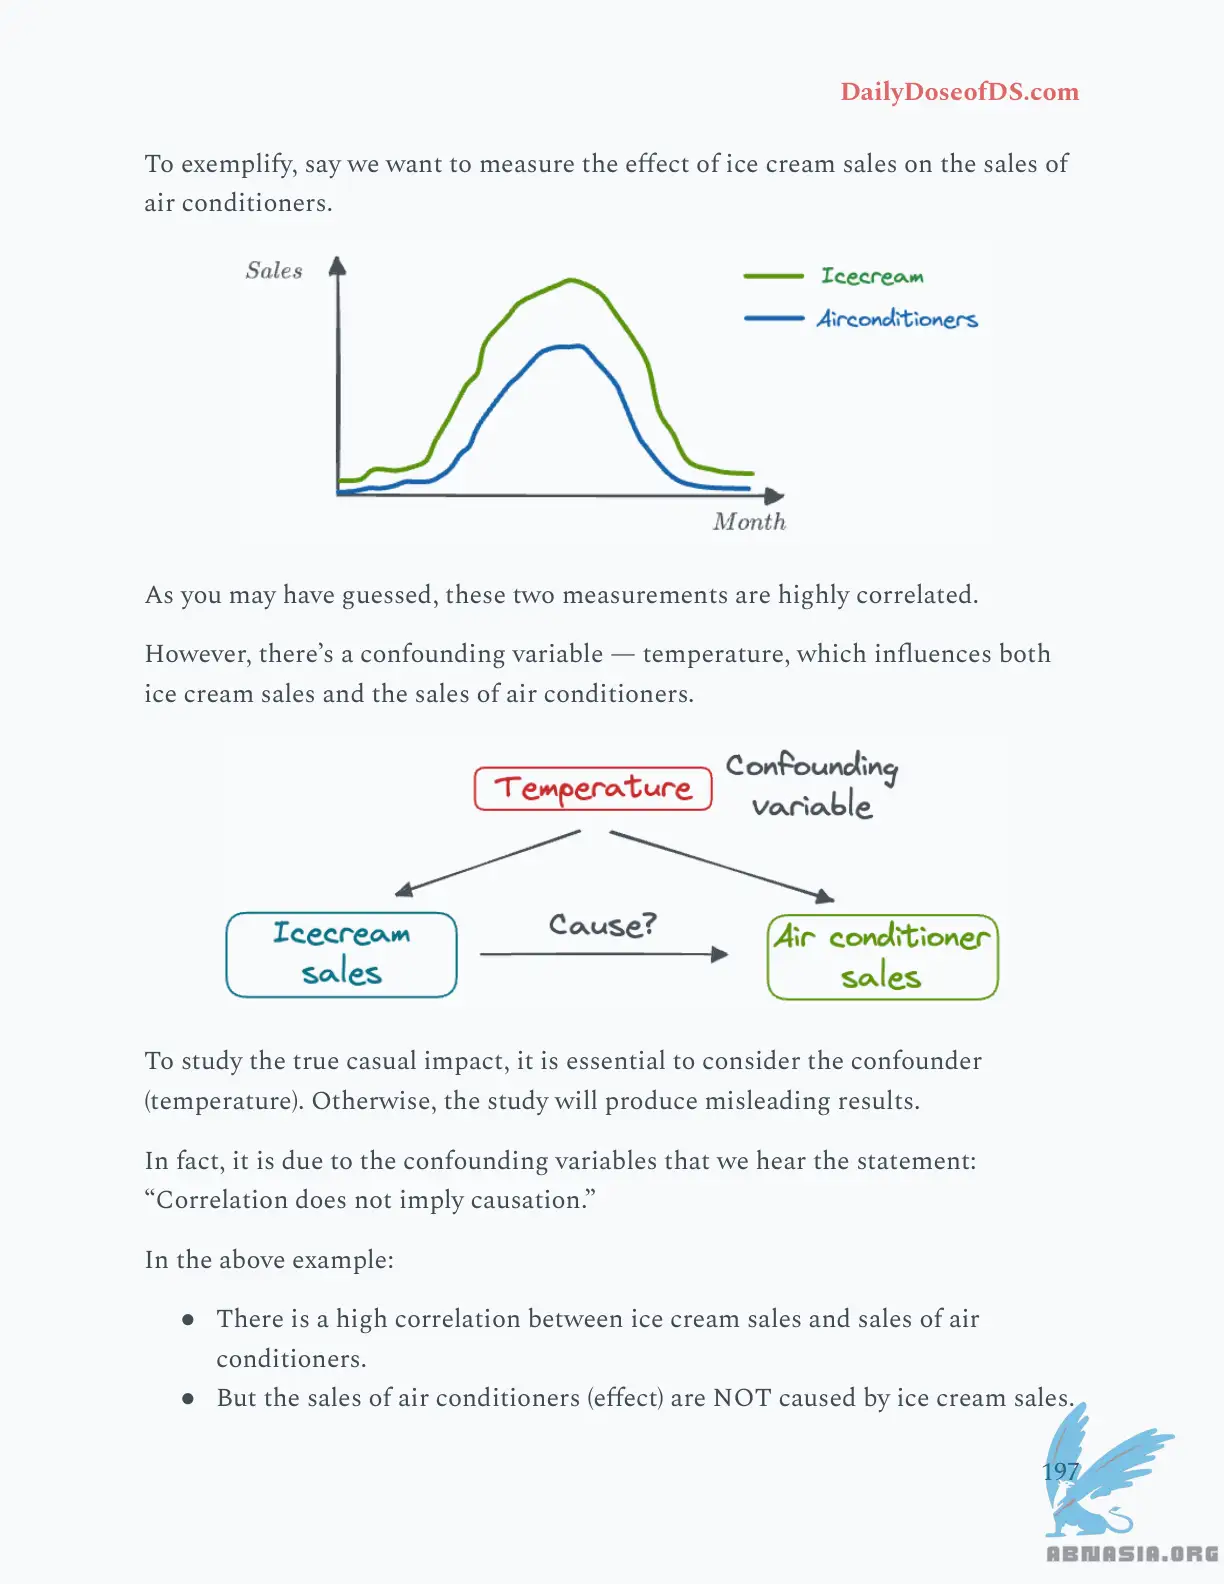 DailyDoseofDS.com
To exemplify, say we want to measure the effect of ice cream sales on the sales of
air conditioners.
Sales
Icecream
Airconditioners
Month
As you may have guessed, these two measurements are highly correlated.
However, there’s a confounding variable — temperature, which influences both
ice cream sales and the sales of air conditioners.
Temperature
Confounding
variable
Icecream
sales
Cause?
Air conditioner
sales
To study the true casual impact, it is essential to consider the confounder
(temperature). Otherwise, the study will produce misleading results.
In fact, it is due to the confounding variables that we hear the statement:
“Correlation does not imply causation.”
In the above example:
● There is a high correlation between ice cream sales and sales of air
conditioners.
● But the sales of air conditioners (effect) are NOT caused by ice cream sales.
197
ABNASIA.ORG